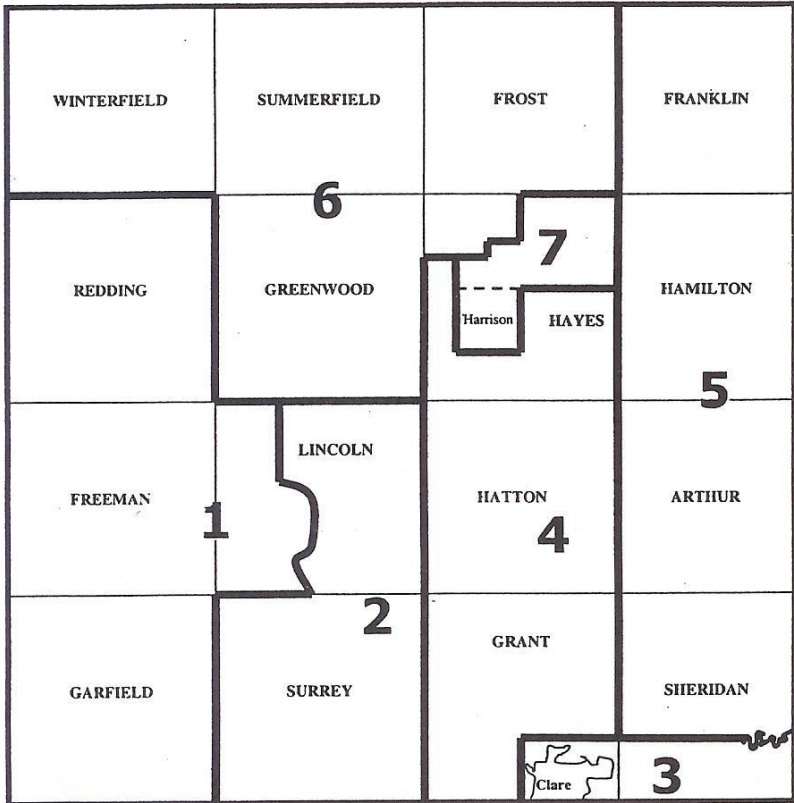 WINTERFIELD
SUMMERFIELD
FROST
FRANKLIN
6
7
REDDING
GREENWOOD
Harrison
HAYES
HAMILTON
5
LINCOLN
FREEMAN
1
HATTON
4
ARTHUR
2
GARFIELD
SURREY
GRANT
SHERIDAN
Clare
3